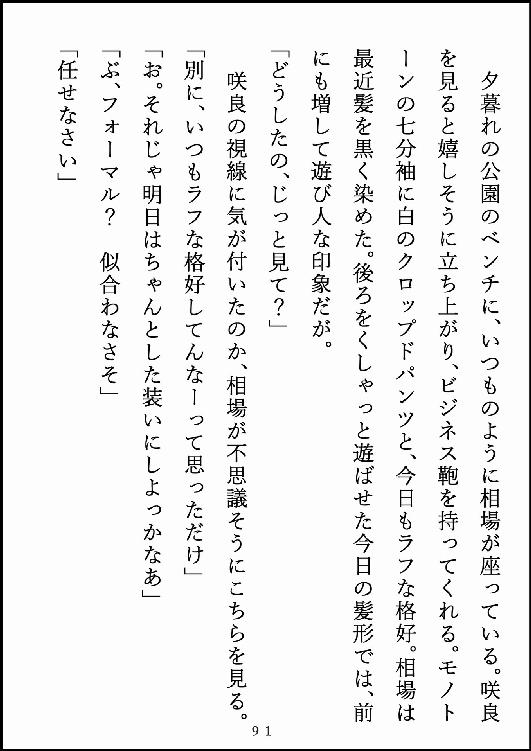 夕暮れの公園のベンチに、いつものように相場が座っている。咲良
を見ると嬉しそうに立ち上がり、ビジネス鞄を持ってくれる。モノト
ーンの七分袖に白のクロップドパンツと、今日もラフな格好。相場は
最近髪を黒く染めた。後ろをくしゃっと遊ばせた今日の髪形では、前
にも増して遊び人な印象だが。
「どうしたの、じっと見て？」
　咲良の視線に気が付いたのか、相場が不思議そうにこちらを見る。
「別に、いつもラフな格好してんなーって思っただけ」
「お。それじゃ明日はちゃんとした装いにしよっかなあ」
「ぶ、フォーマル？　似合わなさそ」
「任せなさい」
91